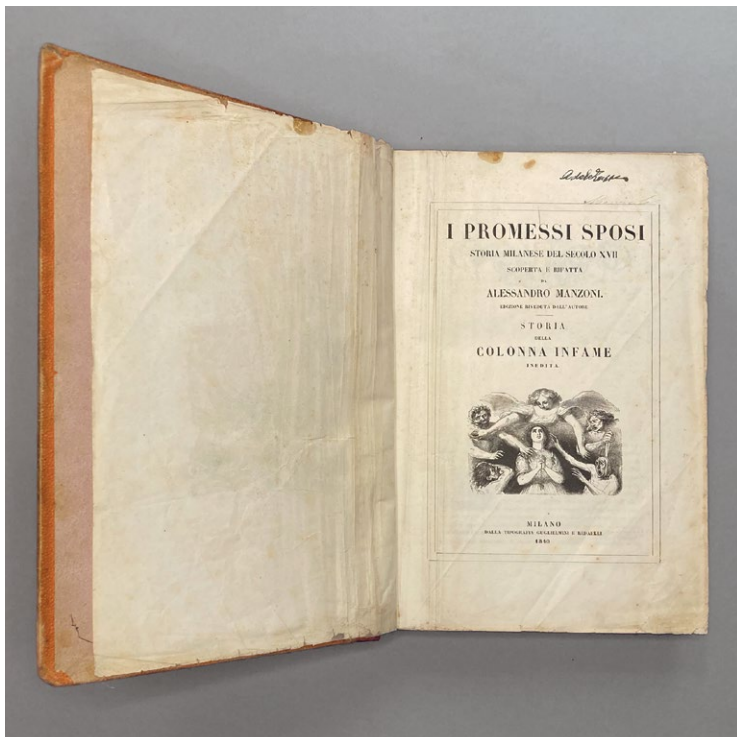 I PROMESSI SPOSI
STORIA MILANESE DEL SECOLO XVII
SCOPERTA E RIFATTA
DA
ALESSANDRO MANZONI.
EDIZIONE RIVEDUTA DALL'AUTORE
STORIA
DELLA
COLONNA INFAME
INEDITA.
MILANO
DALLA TIPOGRAFIA GUGLIELMINI E REDAELLI
1840